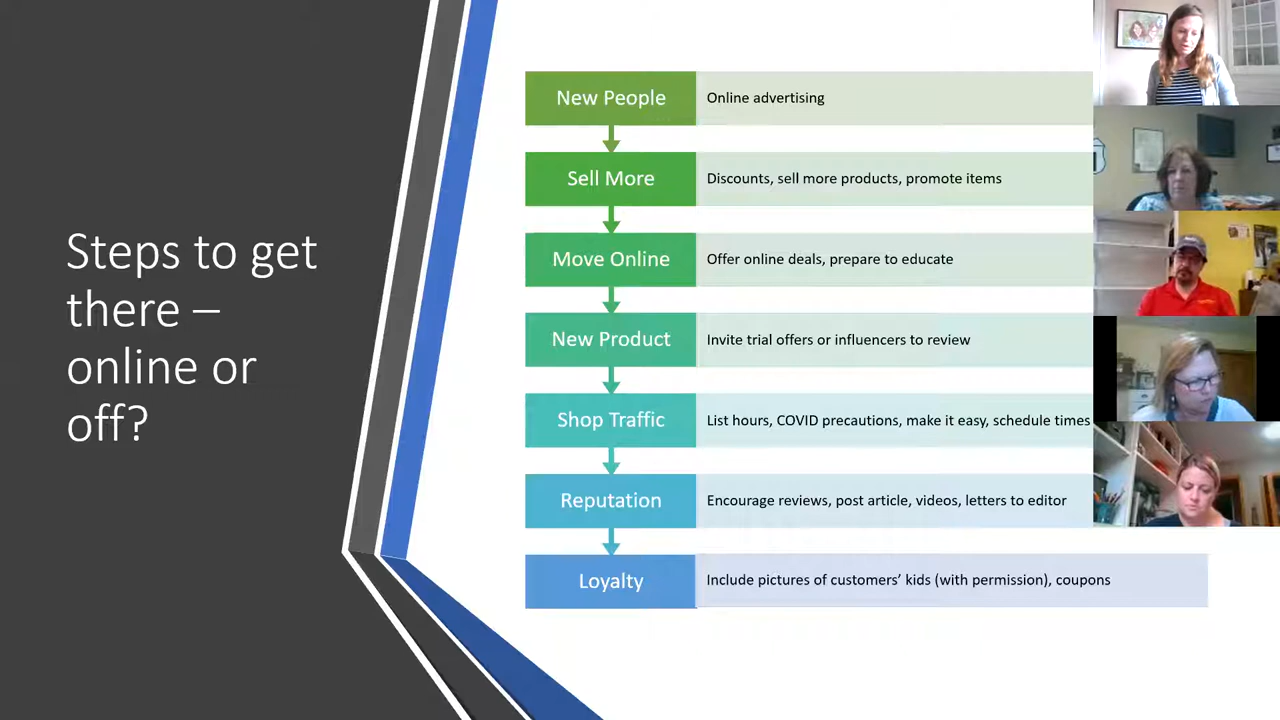 Steps to get
there –
online or
off?
New People
Online advertising
Sell More
Discounts, sell more products, promote items
Move Online
Offer online deals, prepare to educate
New Product
Invite trial offers or influencers to review
Shop Traffic
List hours, COVID precautions, make it easy, schedule times
Reputation
Encourage reviews, post article, videos, letters to editor
Loyalty
Include pictures of customers’ kids (with permission), coupons